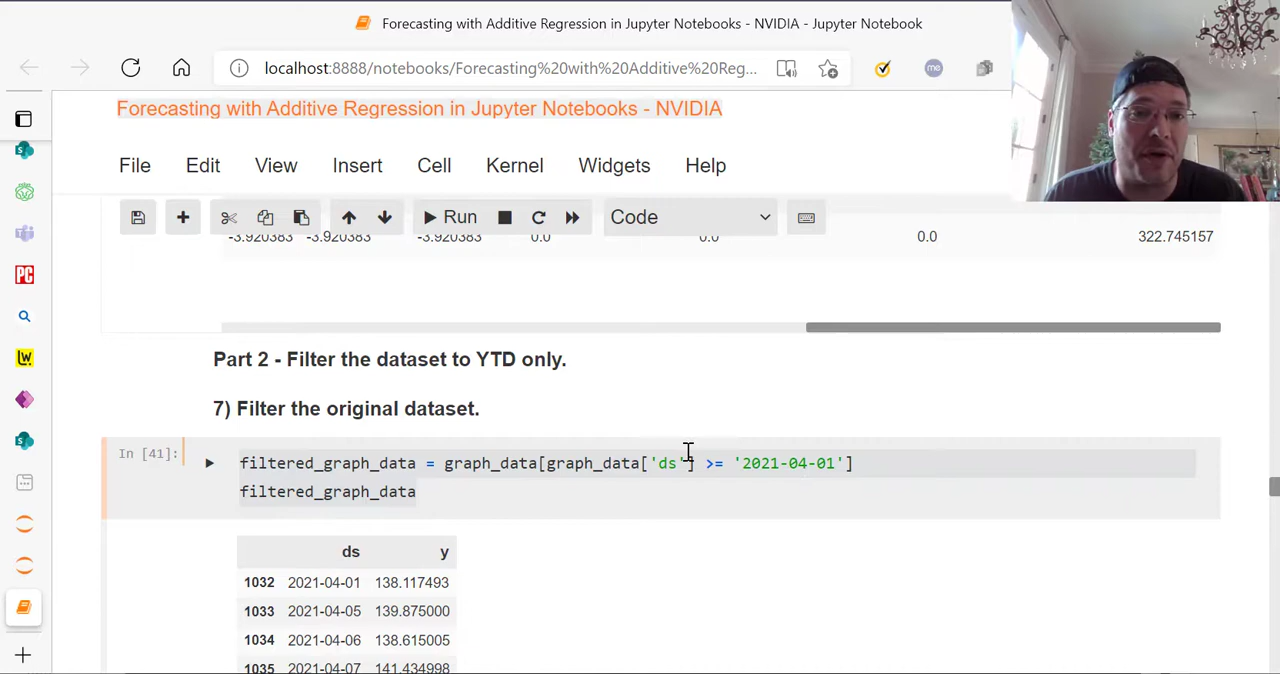 Forecasting with Additive Regression in Jupyter Notebooks - NVIDIA - Jupyter Notebook
localhost:8888/notebooks/Forecasting%20with%20Additive%20Reg...
me
Forecasting with Additive Regression in Jupyter Notebooks - NVIDIA
File Edit View Insert Cell Kernel Widgets Help
Run Code
-3.920383 -3.920383 -3.920383 0.0 0.0 0.0 322.745157
Part 2 - Filter the dataset to YTD only.
7) Filter the original dataset.
In [41]: filtered_graph_data = graph_data[graph_data['ds'] >= '2021-04-01']
filtered_graph_data
ds y
1032 2021-04-01 138.117493
1033 2021-04-05 139.875000
1034 2021-04-06 138.615005
1035 2021-04-07 141.434998
S
PC
LW
S